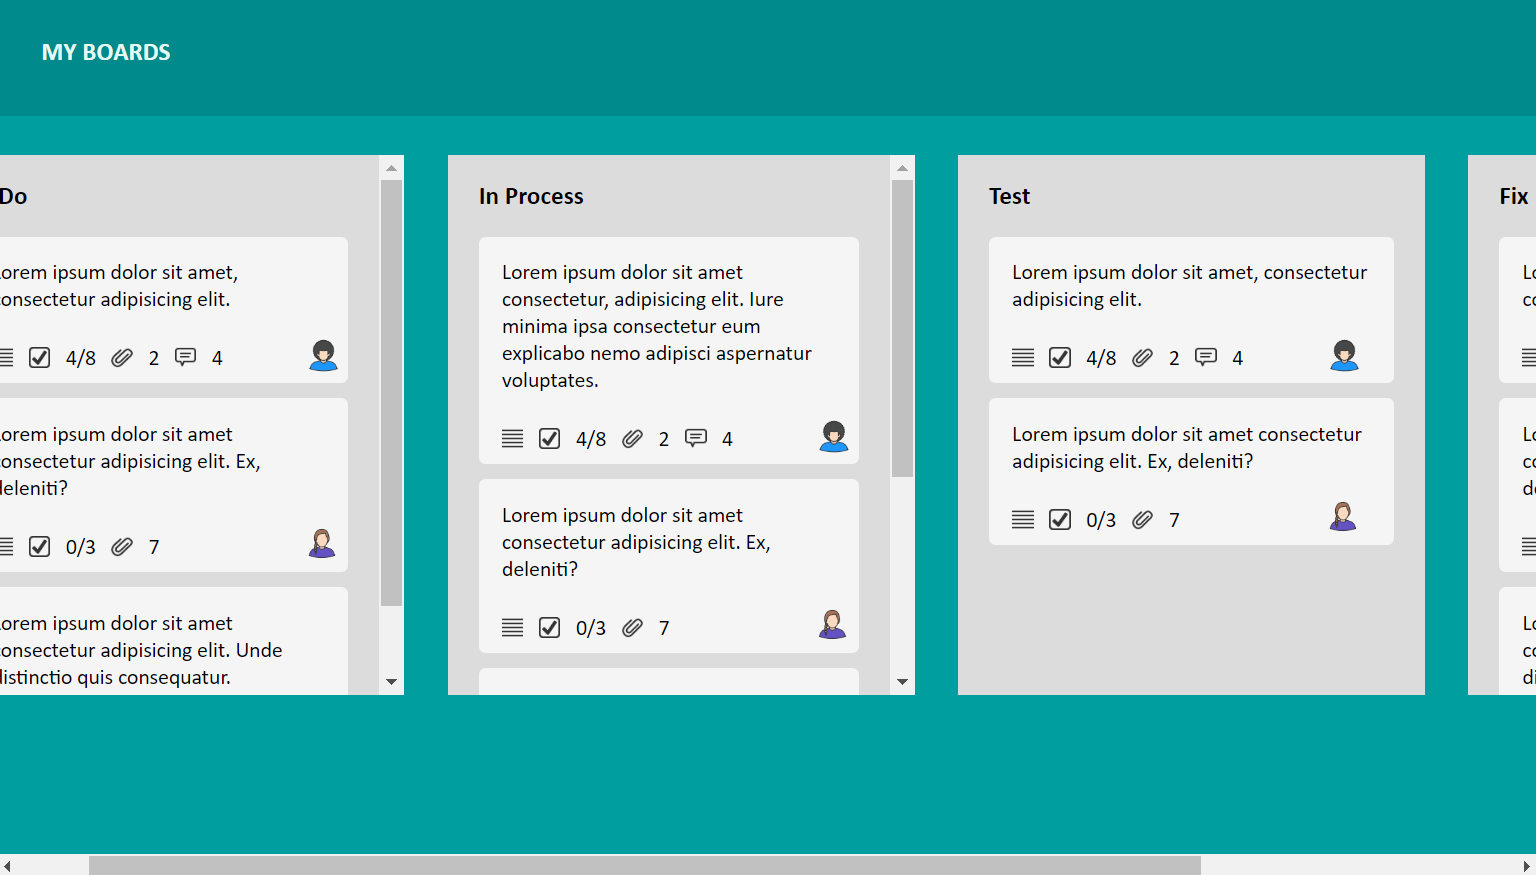 MY BOARDS
Do
orem ipsum dolor sit amet,
onsectetur adipisicing elit.
4/8 2 4
orem ipsum dolor sit amet
onsectetur adipisicing elit. Ex,
deleniti?
0/3 7
orem ipsum dolor sit amet
onsectetur adipisicing elit. Unde
distinctio quis consequatur.
In Process
Lorem ipsum dolor sit amet
consectetur, adipisicing elit. Iure
minima ipsa consectetur eum
explicabo nemo adipisci aspernatur
voluptates.
4/8 2 4
Lorem ipsum dolor sit amet
consectetur adipisicing elit. Ex,
deleniti?
0/3 7
Test
Lorem ipsum dolor sit amet, consectetur
adipisicing elit.
4/8 2 4
Lorem ipsum dolor sit amet consectetur
adipisicing elit. Ex, deleniti?
0/3 7
Fix